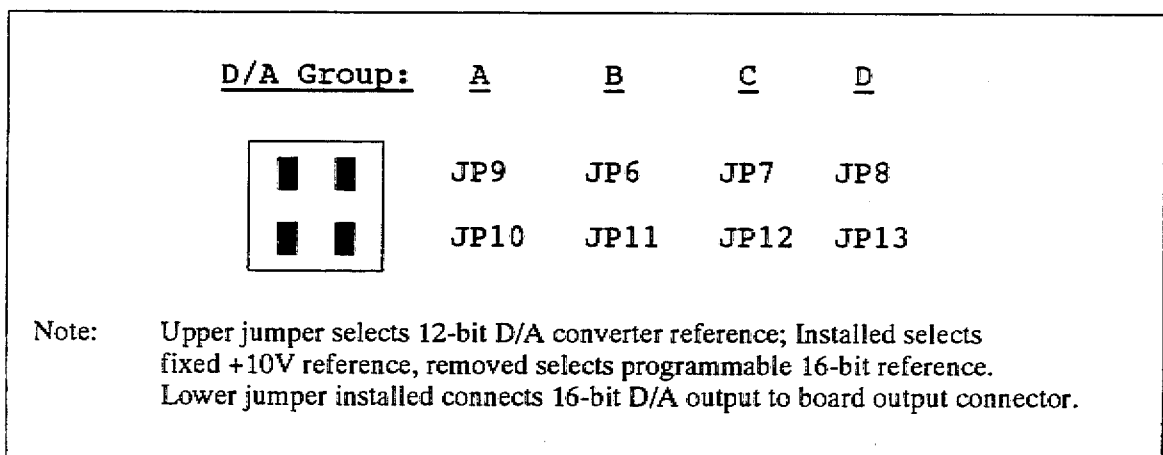 D/A Group: A B C D
JP9 JP6 JP7 JP8
JP10 JP11 JP12 JP13
Note: Upper jumper selects 12-bit D/A converter reference; Installed selects
fixed +10V reference, removed selects programmable 16-bit reference.
Lower jumper installed connects 16-bit D/A output to board output connector.